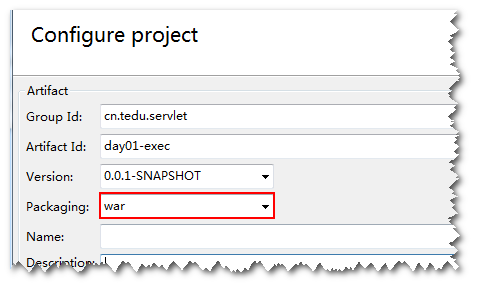 Configure project
Artifact
Group Id: cn.tedu.servlet
Artifact Id: day01-exec
Version: 0.0.1-SNAPSHOT
Packaging: war
Name:
Description: